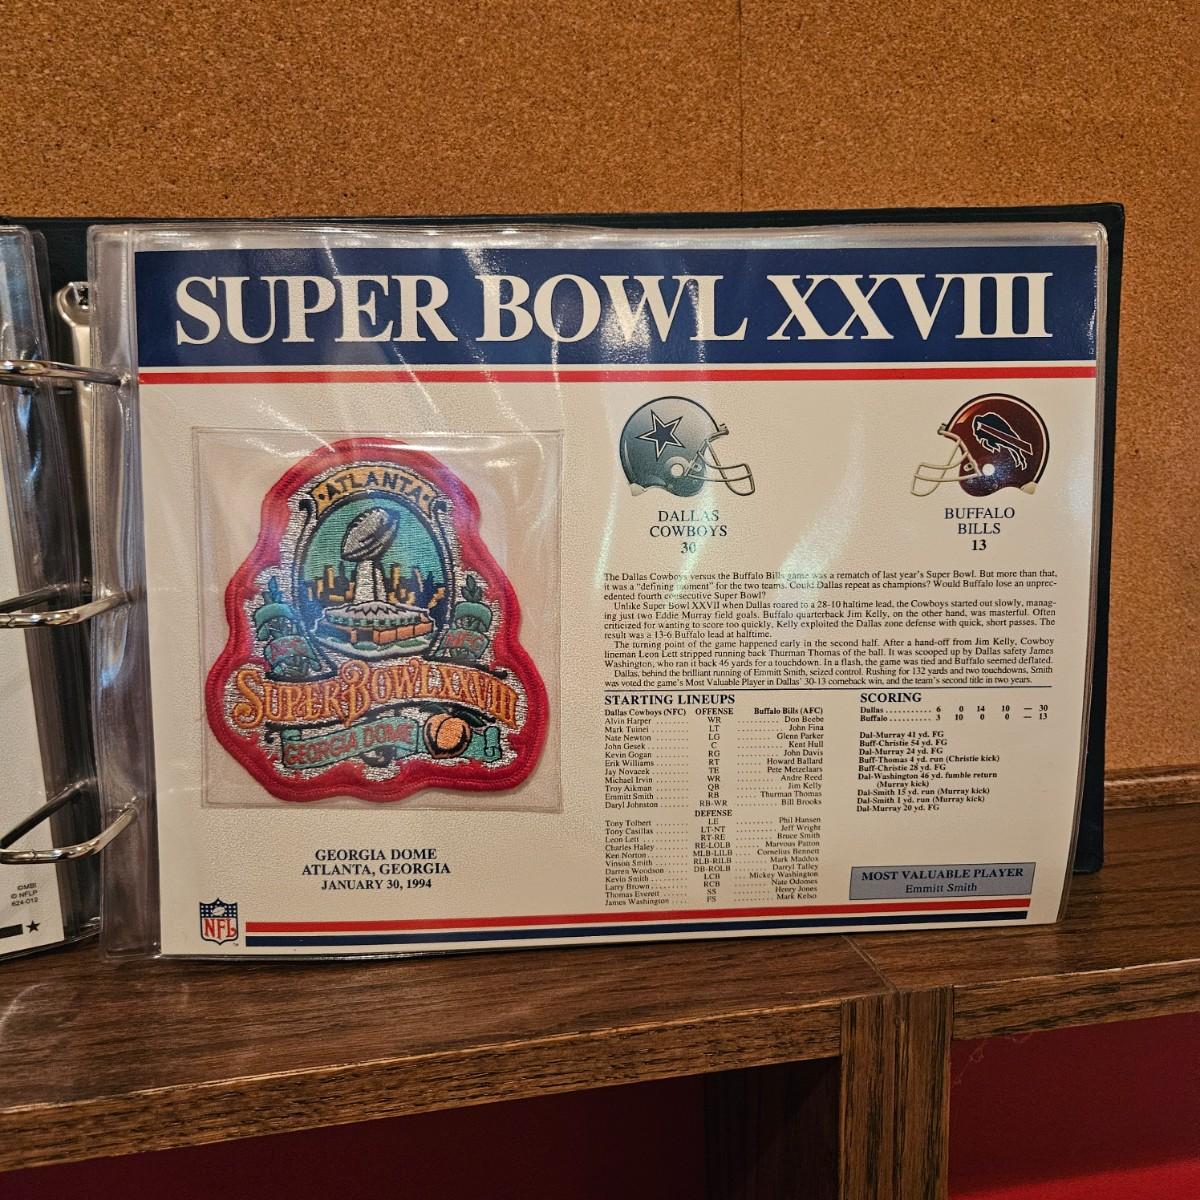 SUPER BOWL XXVIII
ATLANTA
AFC
NFC
SUPER BOWL XXVIII
GEORGIA DOME
GEORGIA DOME
ATLANTA, GEORGIA
JANUARY 30, 1994
NFL
DALLAS
COWBOYS
30
BUFFALO
BILLS
13
The Dallas Cowboys versus the Buffalo Bills game was a rematch of last year's Super Bowl. But more than that,
it was a "defining moment" for the two teams. Could Dallas repeat as champions? Would Buffalo lose an unprec-
edented fourth consecutive Super Bowl?
Unlike Super Bowl XXVII when Dallas roared to a 28-10 halftime lead, the Cowboys started out slowly, manag-
ing just two Eddie Murray field goals. Buffalo quarterback Jim Kelly, on the other hand, was masterful. Often
criticized for wanting to score too quickly, Kelly exploited the Dallas zone defense with quick, short passes. The
result was a 13-6 Buffalo lead at halftime.
The turning point of the game happened early in the second half. After a hand-off from Jim Kelly, Cowboy
lineman Leon Lett stripped running back Thurman Thomas of the ball. It was scooped up by Dallas safety James
Washington, who ran it back 46 yards for a touchdown. In a flash, the game was tied and Buffalo seemed deflated.
Dallas, behind the brilliant running of Emmitt Smith, seized control. Rushing for 132 yards and two touchdowns, Smith
was voted the game's Most Valuable Player in Dallas' 30-13 comeback win, and the team's second title in two years.
STARTING LINEUPS
Dallas Cowboys (NFC) OFFENSE Buffalo Bills (AFC)
Alvin Harper WR Don Beebe
Mark Tuinei LT John Fina
Nate Newton LG Glenn Parker
John Gesek C Kent Hull
Kevin Gogan RG John Davis
Erik Williams RT Howard Ballard
Jay Novacek TE Pete Metzelaars
Michael Irvin WR Andre Reed
Troy Aikman QB Jim Kelly
Emmitt Smith RB Thurman Thomas
Daryl Johnston RB-WR Bill Brooks
DEFENSE
Tony Tolbert LE Phil Hansen
Tony Casillas LT-NT Jeff Wright
Leon Lett RT-RE Bruce Smith
Charles Haley RE-LOLB Marvous Patton
Ken Norton MLB-LILB Cornelius Bennett
Vinson Smith RLB-RILB Mark Maddox
Darren Woodson DB-ROLB Darryl Talley
Kevin Smith LCB Mickey Washington
Larry Brown RCB Nate Odomes
Thomas Everett SS Henry Jones
James Washington FS Mark Kelso
SCORING
Dallas 6 0 14 10 — 30
Buffalo 3 10 0 0 — 13
Dal-Murray 41 yd. FG
Buff-Christie 54 yd. FG
Dal-Murray 24 yd. FG
Buff-Thomas 4 yd. run (Christie kick)
Buff-Christie 28 yd. FG
Dal-Washington 46 yd. fumble return
(Murray kick)
Dal-Smith 15 yd. run (Murray kick)
Dal-Smith 1 yd. run (Murray kick)
Dal-Murray 20 yd. FG
MOST VALUABLE PLAYER
Emmitt Smith
©MBI
© NFLP
624-012